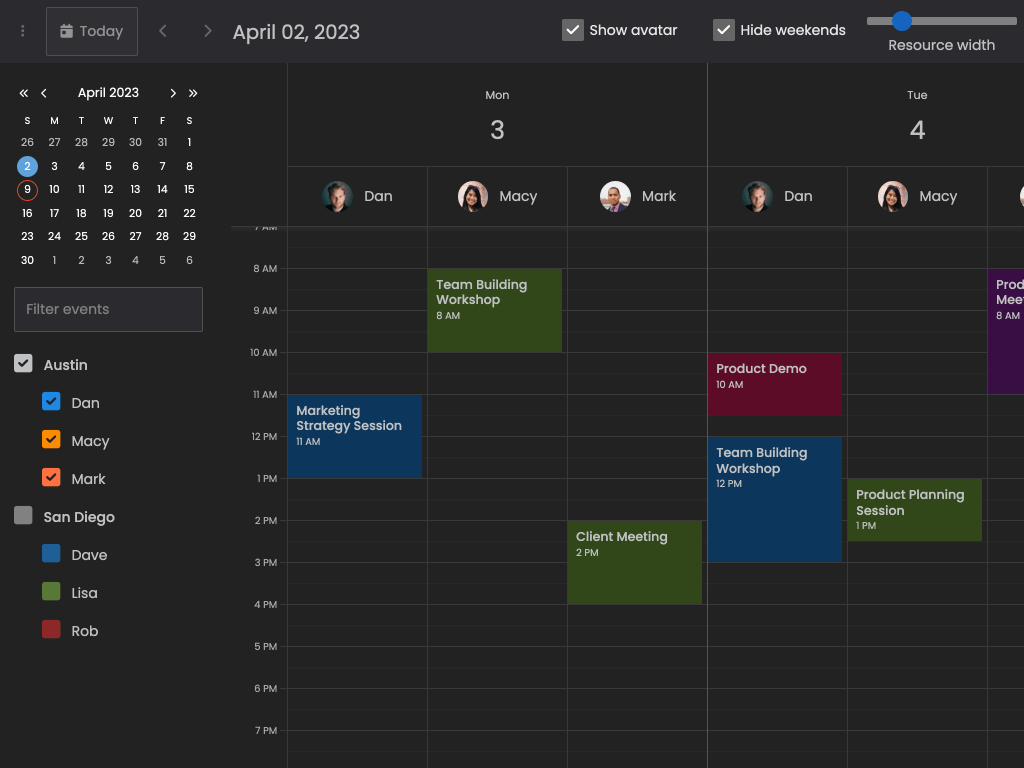 Today
April 02, 2023
Show avatar
Hide weekends
Resource width
April 2023
S M T W T F S
26 27 28 29 30 31 1
2 3 4 5 6 7 8
9 10 11 12 13 14 15
16 17 18 19 20 21 22
23 24 25 26 27 28 29
30 1 2 3 4 5 6
Filter events
Austin
Dan
Macy
Mark
San Diego
Dave
Lisa
Rob
Mon
3
Tue
4
Dan
Macy
Mark
Dan
Macy
7 AM
8 AM
9 AM
10 AM
11 AM
12 PM
1 PM
2 PM
3 PM
4 PM
5 PM
6 PM
7 PM
Marketing
Strategy Session
11 AM
Team Building
Workshop
8 AM
Client Meeting
2 PM
Product Demo
10 AM
Team Building
Workshop
12 PM
Product Planning
Session
1 PM
Prod
Mee
8 AM